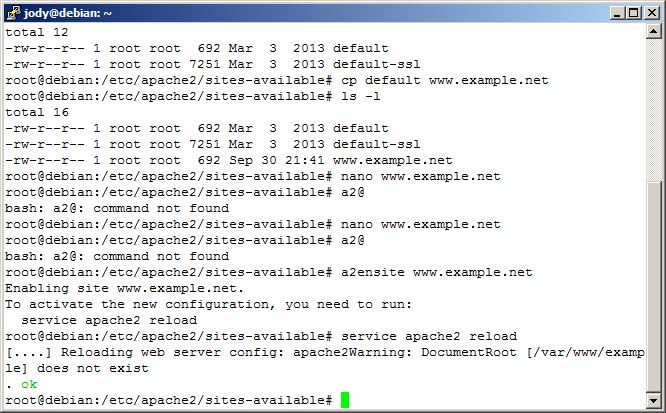 jody@debian: ~
total 12
-rw-r--r-- 1 root root  692 Mar  3  2013 default
-rw-r--r-- 1 root root 7251 Mar  3  2013 default-ssl
root@debian:/etc/apache2/sites-available# cp default www.example.net
root@debian:/etc/apache2/sites-available# ls -l
total 16
-rw-r--r-- 1 root root  692 Mar  3  2013 default
-rw-r--r-- 1 root root 7251 Mar  3  2013 default-ssl
-rw-r--r-- 1 root root  692 Sep 30 21:41 www.example.net
root@debian:/etc/apache2/sites-available# nano www.example.net
root@debian:/etc/apache2/sites-available# a2@
bash: a2@: command not found
root@debian:/etc/apache2/sites-available# nano www.example.net
root@debian:/etc/apache2/sites-available# a2@
bash: a2@: command not found
root@debian:/etc/apache2/sites-available# a2ensite www.example.net
Enabling site www.example.net.
To activate the new configuration, you need to run:
  service apache2 reload
root@debian:/etc/apache2/sites-available# service apache2 reload
[....] Reloading web server config: apache2Warning: DocumentRoot [/var/www/examp
le] does not exist
. ok
root@debian:/etc/apache2/sites-available#